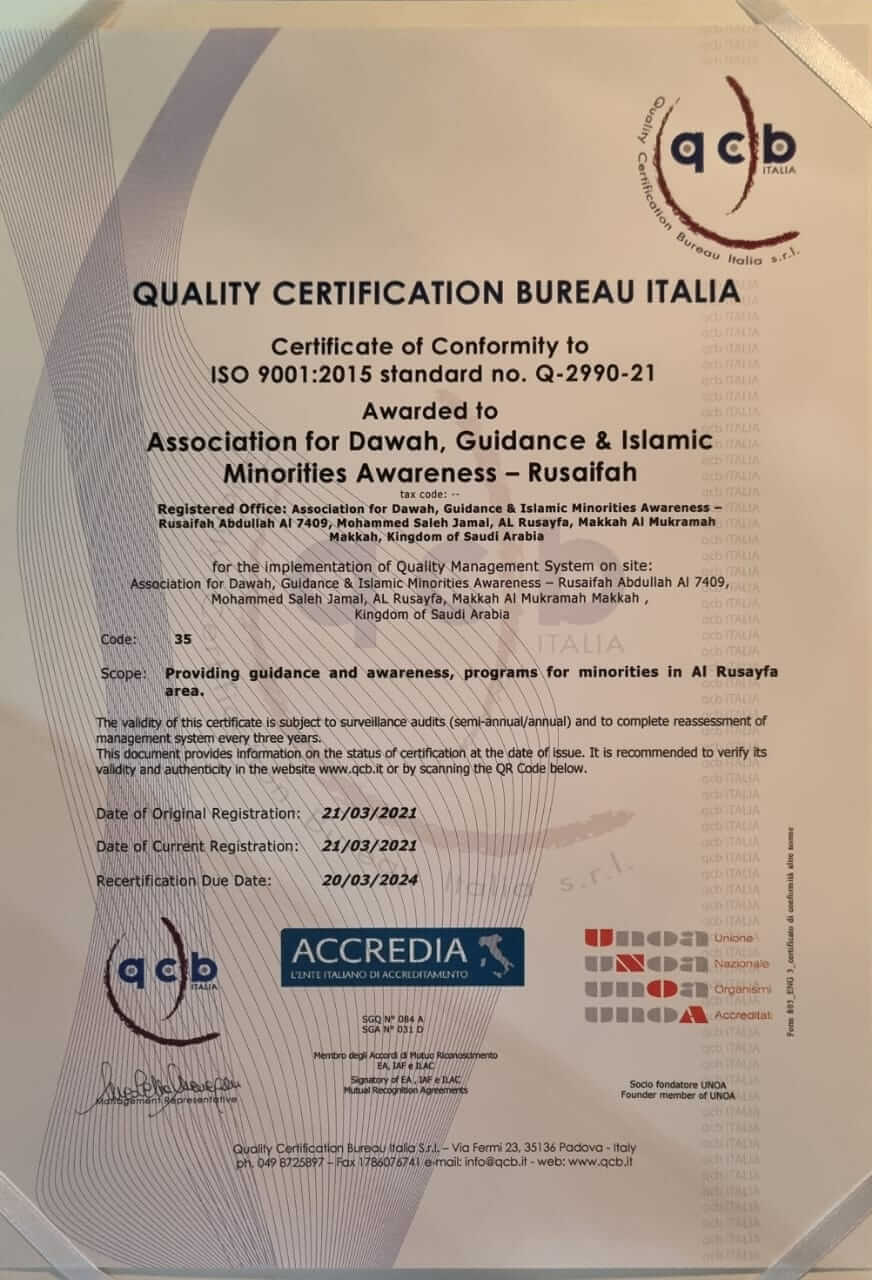 qcb
ITALIA
Quality Certification Bureau Italia s.r.l.
QUALITY CERTIFICATION BUREAU ITALIA
Certificate of Conformity to
ISO 9001:2015 standard no. Q-2990-21
Awarded to
Association for Dawah, Guidance & Islamic
Minorities Awareness – Rusaifah
tax code: --
Registered Office: Association for Dawah, Guidance & Islamic Minorities Awareness –
Rusaifah Abdullah Al 7409, Mohammed Saleh Jamal, AL Rusayfa, Makkah Al Mukramah
Makkah, Kingdom of Saudi Arabia
for the implementation of Quality Management System on site:
Association for Dawah, Guidance & Islamic Minorities Awareness – Rusaifah Abdullah Al 7409,
Mohammed Saleh Jamal, AL Rusayfa, Makkah Al Mukramah Makkah ,
Kingdom of Saudi Arabia
Code: 35
Scope: Providing guidance and awareness, programs for minorities in Al Rusayfa
area.
The validity of this certificate is subject to surveillance audits (semi-annual/annual) and to complete reassessment of
management system every three years.
This document provides information on the status of certification at the date of issue. It is recommended to verify its
validity and authenticity in the website www.qcb.it or by scanning the QR Code below.
Date of Original Registration: 21/03/2021
Date of Current Registration: 21/03/2021
Recertification Due Date: 20/03/2024
qcb
ITALIA
Management Representative
ACCREDIA
L'ENTE ITALIANO DI ACCREDITAMENTO
SGQ N° 084 A
SGA N° 031 D
Membro degli Accordi di Mutuo Riconoscimento
EA, IAF e ILAC
Signatory of EA , IAF e ILAC
Mutual Recognition Agreements
unoa Unione
unoa Nazionale
unoa Organismi
unoa Accreditati
Socio fondatore UNOA
Founder member of UNOA
Form 803_ENG 3_certificato di conformità altre norme
Quality Certification Bureau Italia S.r.l. – Via Fermi 23, 35136 Padova - Italy
ph. 049 8725897 – Fax 1786076741 e-mail: info@qcb.it - web: www.qcb.it